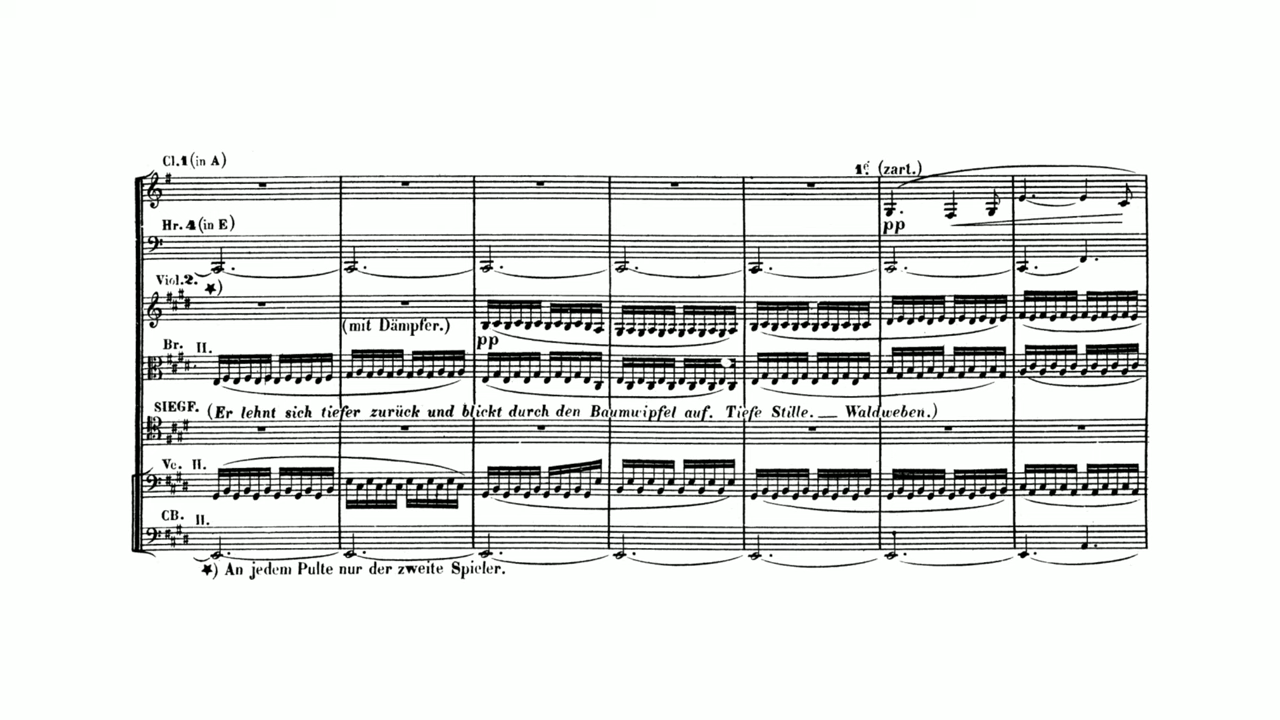 Cl.1 (in A)
1e. (zart.)
pp
Hr. 4 (in E)
Viol.2.
*)
(mit Dämpfer.)
pp
Br. II.
SIEGF. (Er lehnt sich tiefer zurück und blickt durch den Baumwipfel auf. Tiefe Stille. — Waldweben.)
Vc. II.
CB. II.
*) An jedem Pulte nur der zweite Spieler.